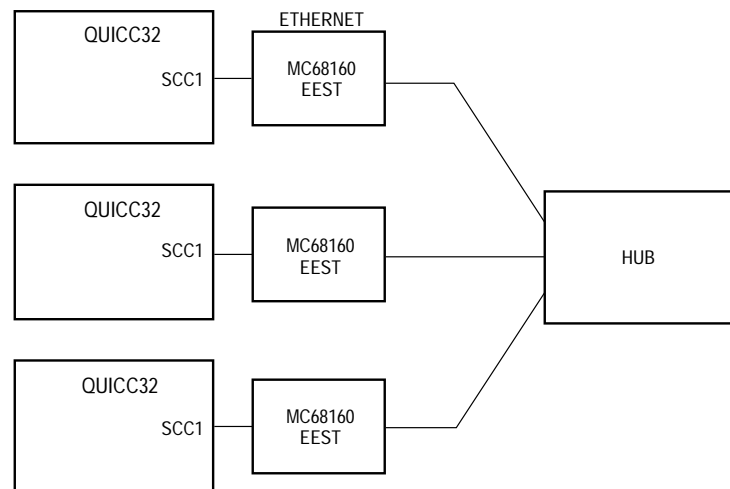 ETHERNET
QUICC32
SCC1
MC68160
EEST
QUICC32
SCC1
MC68160
EEST
HUB
QUICC32
SCC1
MC68160
EEST